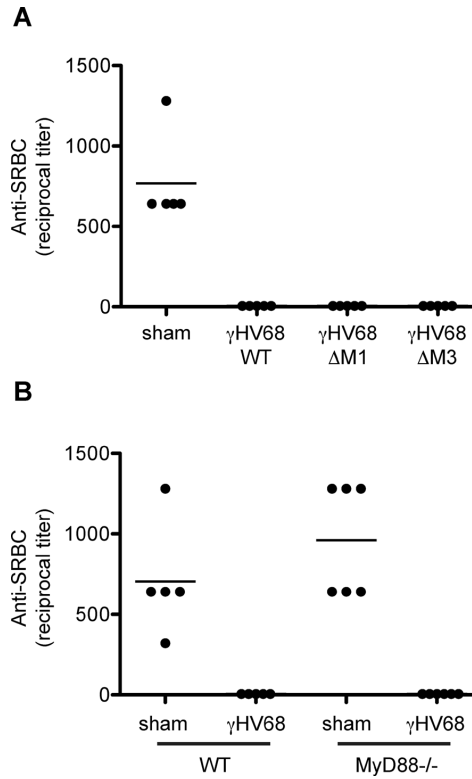 A
Anti-SRBC
(reciprocal titer)
1500
1000
500
0
sham γHV68 γHV68 γHV68
WT ΔM1 ΔM3
B
Anti-SRBC
(reciprocal titer)
1500
1000
500
0
sham γHV68 sham γHV68
WT MyD88-/-